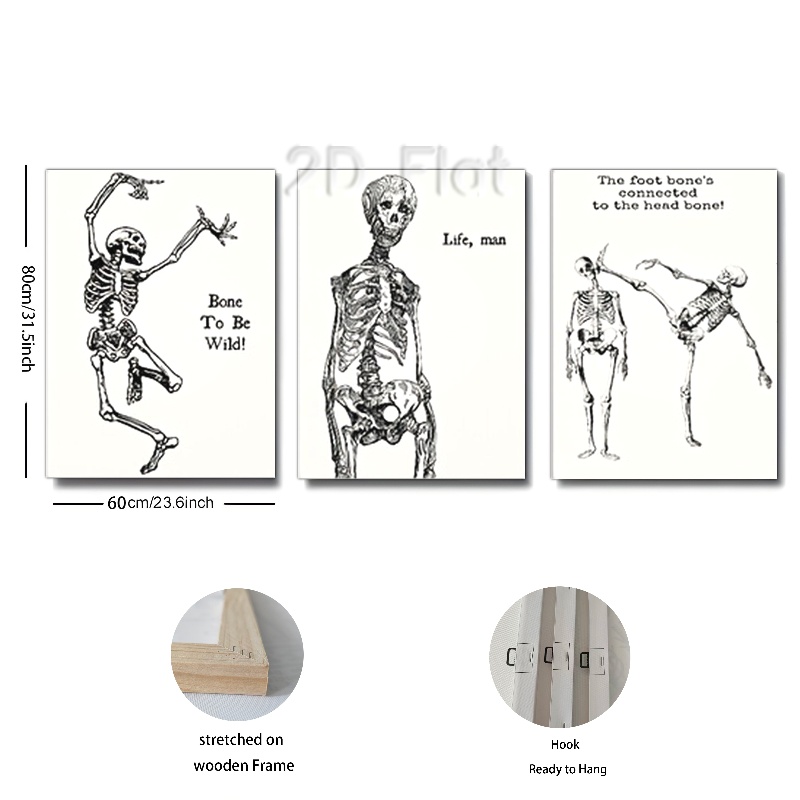 2D Flat
The foot bone's
connected
to the head bone!
Life, man
Bone
To Be
Wild!
80cm/31.5inch
60cm/23.6inch
stretched on
wooden Frame
Hook
Ready to Hang